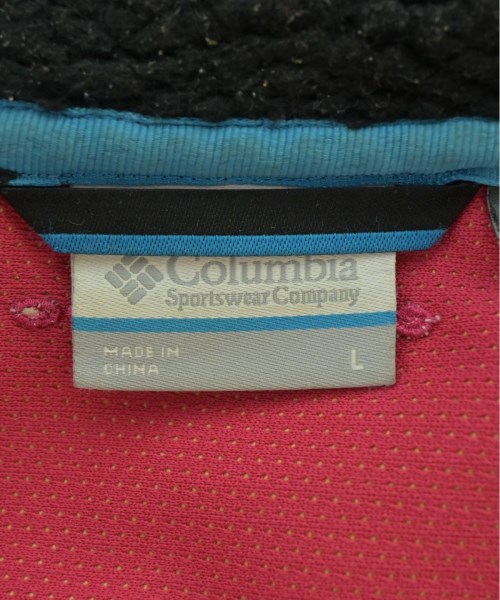 Columbia
Sportswear Company
MADE IN
CHINA
L